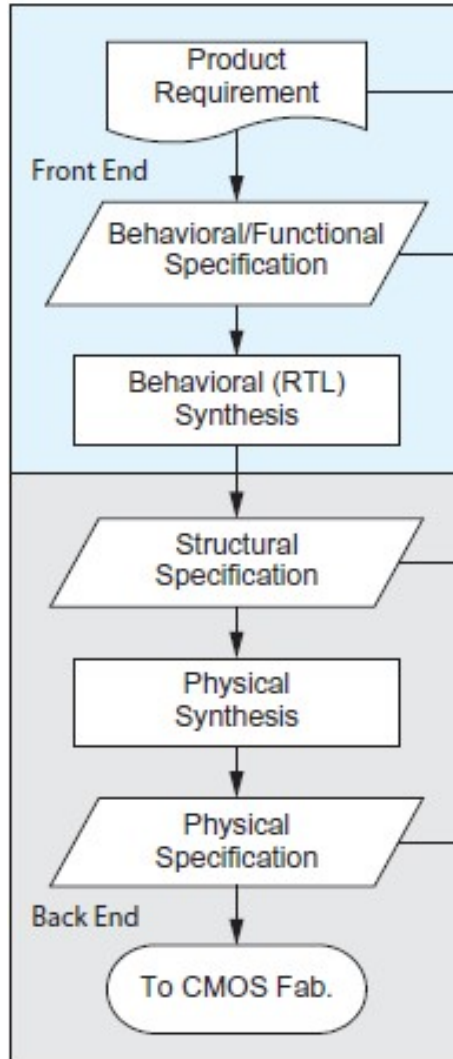 Product
Requirement
Front End
Behavioral/Functional
Specification
Behavioral (RTL)
Synthesis
Structural
Specification
Physical
Synthesis
Physical
Specification
Back End
To CMOS Fab.